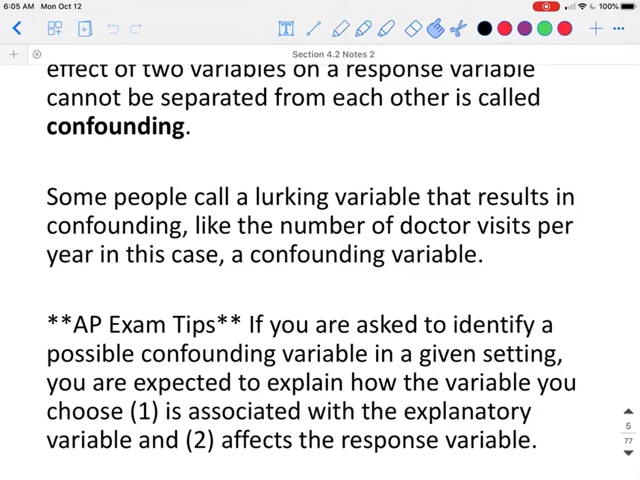 6:05 AM Mon Oct 12
100%
Section 4.2 Notes 2
effect of two variables on a response variable
cannot be separated from each other is called
confounding.
Some people call a lurking variable that results in
confounding, like the number of doctor visits per
year in this case, a confounding variable.
**AP Exam Tips** If you are asked to identify a
possible confounding variable in a given setting,
you are expected to explain how the variable you
choose (1) is associated with the explanatory
variable and (2) affects the response variable.
5
77